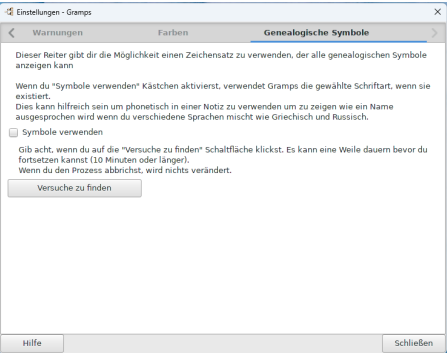 Einstellungen - Gramps
Warnungen Farben Genealogische Symbole
Dieser Reiter gibt dir die Möglichkeit einen Zeichensatz zu verwenden, der alle genealogischen Symbole
anzeigen kann
Wenn du "Symbole verwenden" Kästchen aktivierst, verwendet Gramps die gewählte Schriftart, wenn sie
existiert.
Dies kann hilfreich sein um phonetisch in einer Notiz zu verwenden um zu zeigen wie ein Name
ausgesprochen wird wenn du verschiedene Sprachen mischt wie Griechisch und Russisch.
Symbole verwenden
Gib acht, wenn du auf die "Versuche zu finden" Schaltfläche klickst. Es kann eine Weile dauern bevor du
fortsetzen kannst (10 Minuten oder länger).
Wenn du den Prozess abbrichst, wird nichts verändert.
Versuche zu finden
Hilfe Schließen